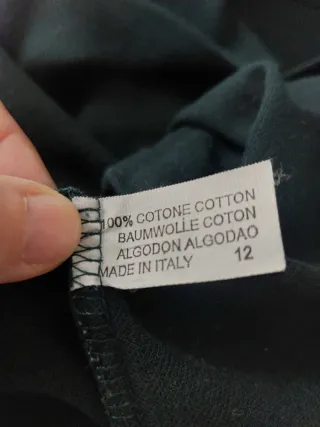 100% COTONE COTTON
BAUMWOLLE COTON
ALGODON ALGODAO
MADE IN ITALY 12